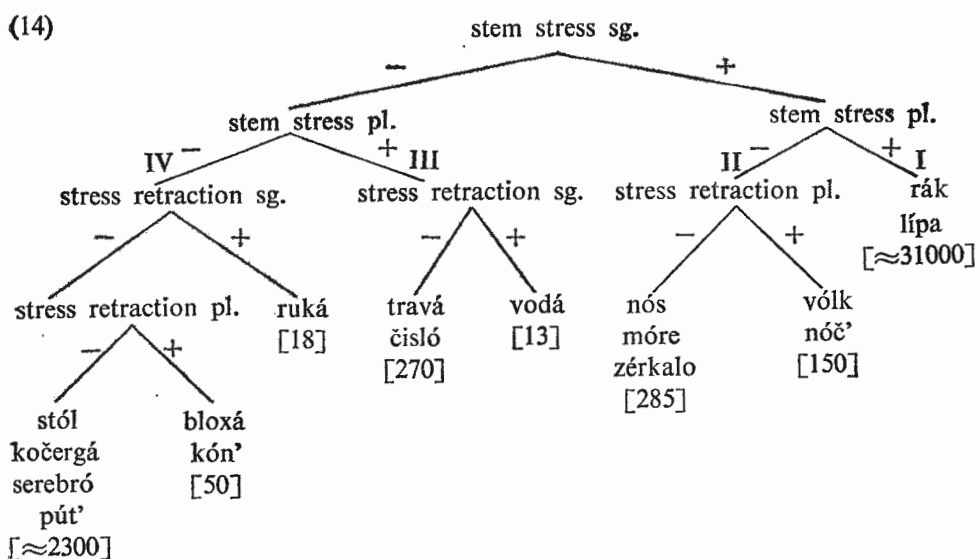 (14)
stem stress sg.
− +
stem stress pl. stem stress pl.
IV − + III II − + I
stress retraction sg. stress retraction sg. stress retraction pl. rák
lípa
[≈31000]
− + − + − +
stress retraction pl. ruká travá vodá nós vólk
[18] čisló [13] móre nóč’
[270] zérkalo [150]
[285]
− +
stól bloxá
kočergá kón’
serebró [50]
pút’
[≈2300]